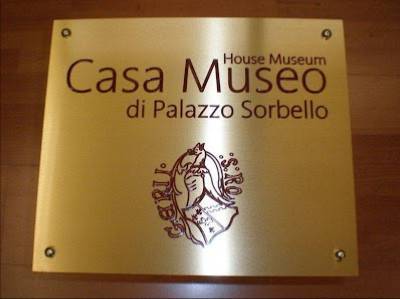 House Museum
Casa Museo
di Palazzo Sorbello